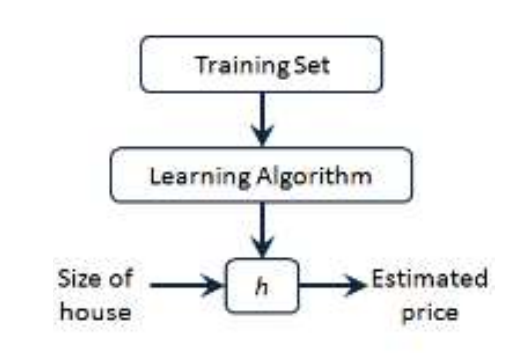 Training Set
Learning Algorithm
Size of
house
h
Estimated
price